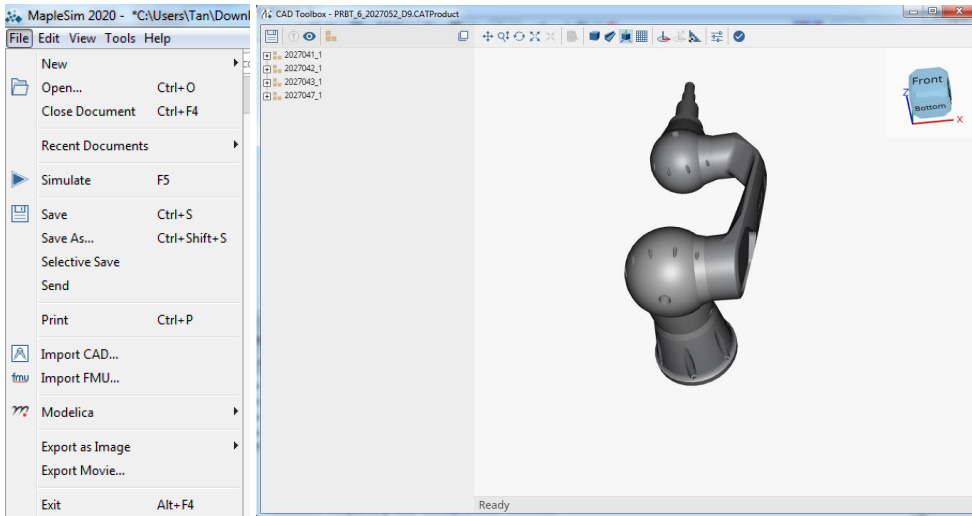 MapleSim 2020 - *C:\Users\Tan\Downl
File Edit View Tools Help
New
Open... Ctrl+O
Close Document Ctrl+F4
Recent Documents
Simulate F5
Save Ctrl+S
Save As... Ctrl+Shift+S
Selective Save
Send
Print Ctrl+P
Import CAD...
fmu Import FMU...
Modelica
Export as Image
Export Movie...
Exit Alt+F4
CAD Toolbox - PRBT_6_2027052_D9.CATProduct
2027041_1
2027042_1
2027043_1
2027047_1
Front
Bottom
Z
X
Ready